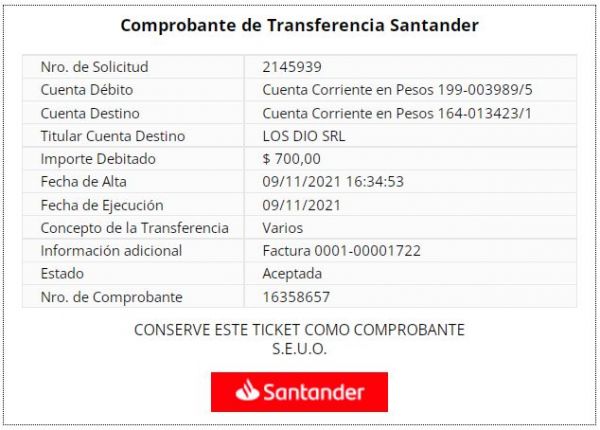 Comprobante de Transferencia Santander
Nro. de Solicitud 2145939
Cuenta Débito Cuenta Corriente en Pesos 199-003989/5
Cuenta Destino Cuenta Corriente en Pesos 164-013423/1
Titular Cuenta Destino LOS DIO SRL
Importe Debitado $ 700,00
Fecha de Alta 09/11/2021 16:34:53
Fecha de Ejecución 09/11/2021
Concepto de la Transferencia Varios
Información adicional Factura 0001-00001722
Estado Aceptada
Nro. de Comprobante 16358657
CONSERVE ESTE TICKET COMO COMPROBANTE
S.E.U.O.
Santander